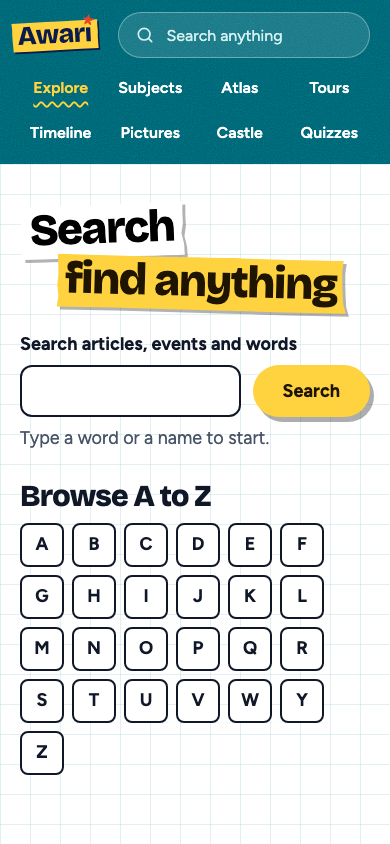 Awari
Search anything
Explore Subjects Atlas Tours
Timeline Pictures Castle Quizzes
Search
find anything
Search articles, events and words
Search
Type a word or a name to start.
Browse A to Z
A B C D E F
G H I J K L
M N O P Q R
S T U V W Y
Z